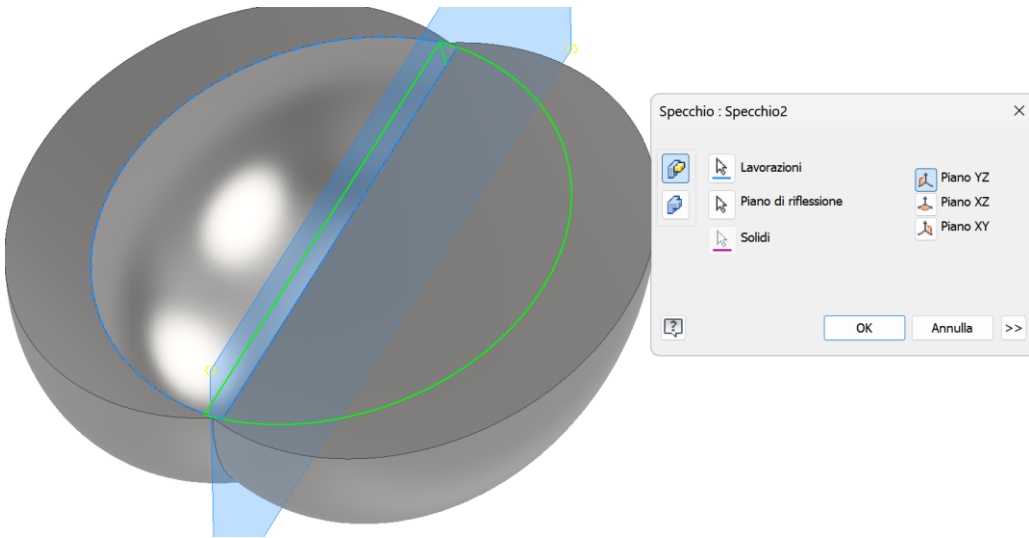 Specchio : Specchio2
Lavorazioni
Piano di riflessione
Solidi
Piano YZ
Piano XZ
Piano XY
OK
Annulla
>>